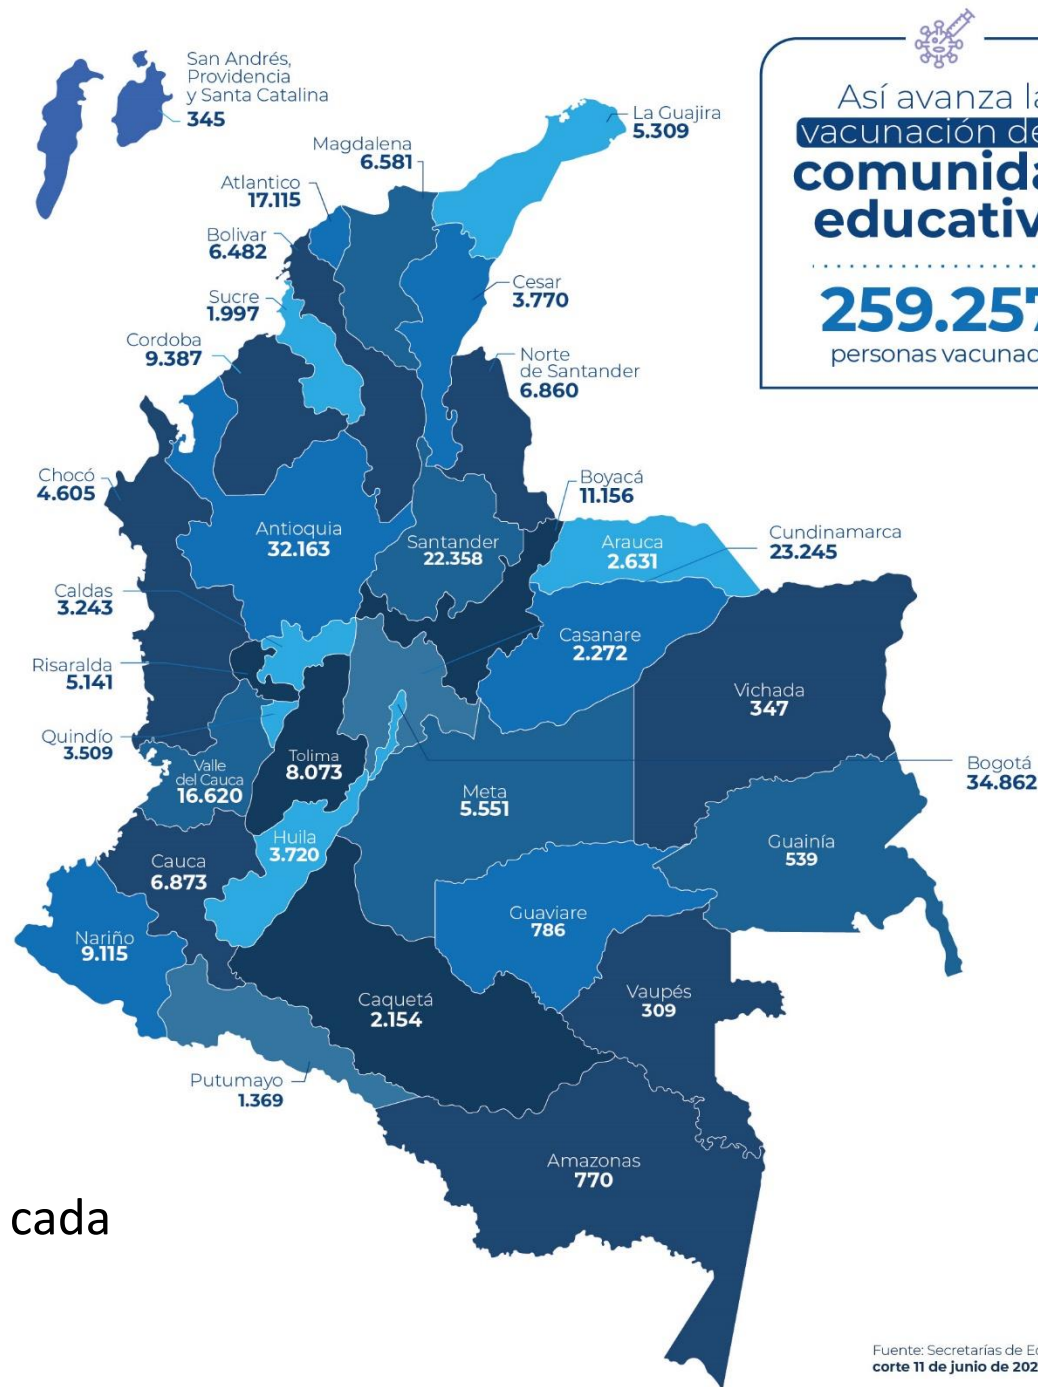 San Andrés,
Providencia
y Santa Catalina
345
La Guajira
5.309
Magdalena
6.581
Atlantico
17.115
Bolivar
6.482
Sucre
1.997
Cordoba
9.387
Cesar
3.770
Norte
de Santander
6.860
Así avanza la
vacunación de
comunida
educativ
259.257
personas vacunad
Chocó
4.605
Antioquia
32.163
Santander
22.358
Boyacá
11.156
Arauca
2.631
Cundinamarca
23.245
Caldas
3.243
Risaralda
5.141
Quindío
3.509
Casanare
2.272
Vichada
347
Valle
del Cauca
16.620
Tolima
8.073
Meta
5.551
Bogotá
34.862
Huila
3.720
Cauca
6.873
Guainía
539
Guaviare
786
Nariño
9.115
Caquetá
2.154
Vaupés
309
Putumayo
1.369
Amazonas
770
cada
Fuente: Secretarías de Ed
corte 11 de junio de 202